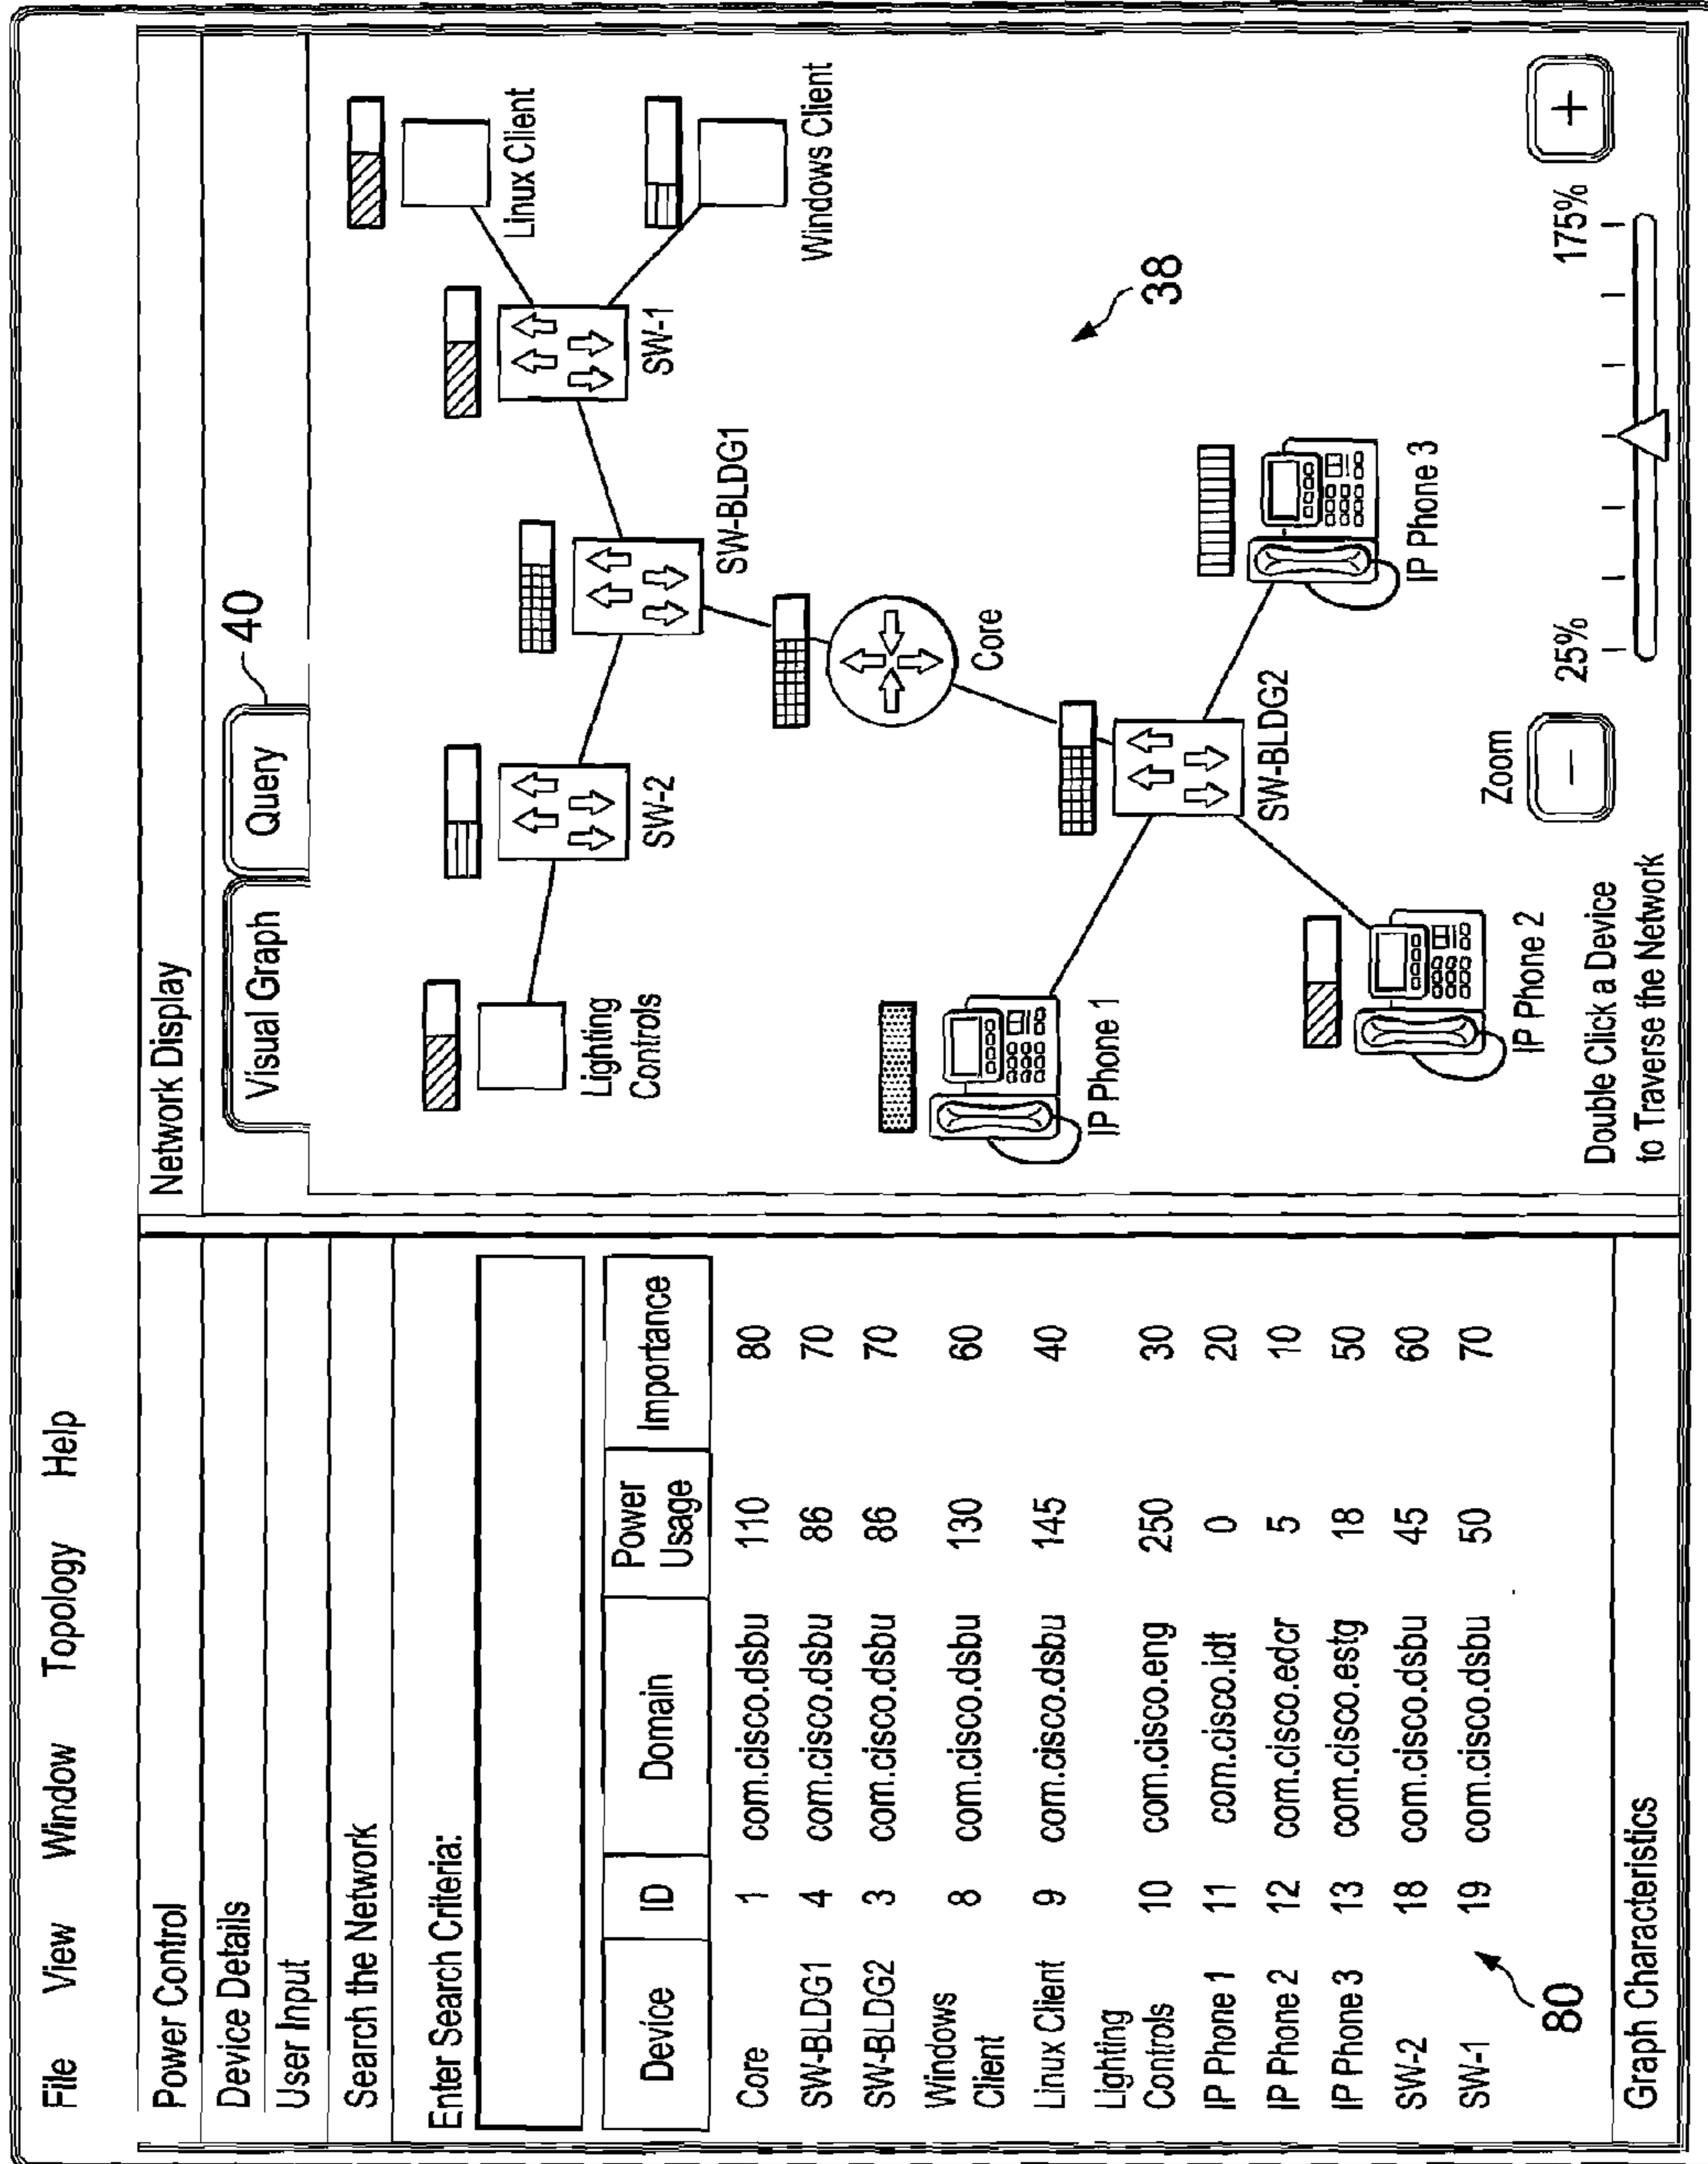 File View Window Topology Help
Power Control
Device Details
User Input
Search the Network
Enter Search Criteria:
Device ID Domain Power Usage Importance
Core 1 com.cisco.dsbu 110 80
SW-BLDG1 4 com.cisco.dsbu 86 70
SW-BLDG2 3 com.cisco.dsbu 86 70
Windows Client 8 com.cisco.dsbu 130 60
Linux Client 9 com.cisco.dsbu 145 40
Lighting Controls 10 com.cisco.eng 250 30
IP Phone 1 11 com.cisco.idt 0 20
IP Phone 2 12 com.cisco.edcr 5 10
IP Phone 3 13 com.cisco.estg 18 50
SW-2 18 com.cisco.dsbu 45 60
SW-1 19 com.cisco.dsbu 50 70
80
Graph Characteristics
Network Display
Visual Graph
Query
40
Linux Client
Windows Client
SW-1
SW-BLDG1
SW-2
Lighting
Controls
Core
38
SW-BLDG2
IP Phone 1
IP Phone 2
IP Phone 3
Double Click a Device
to Traverse the Network
Zoom
−
25%
175%
+